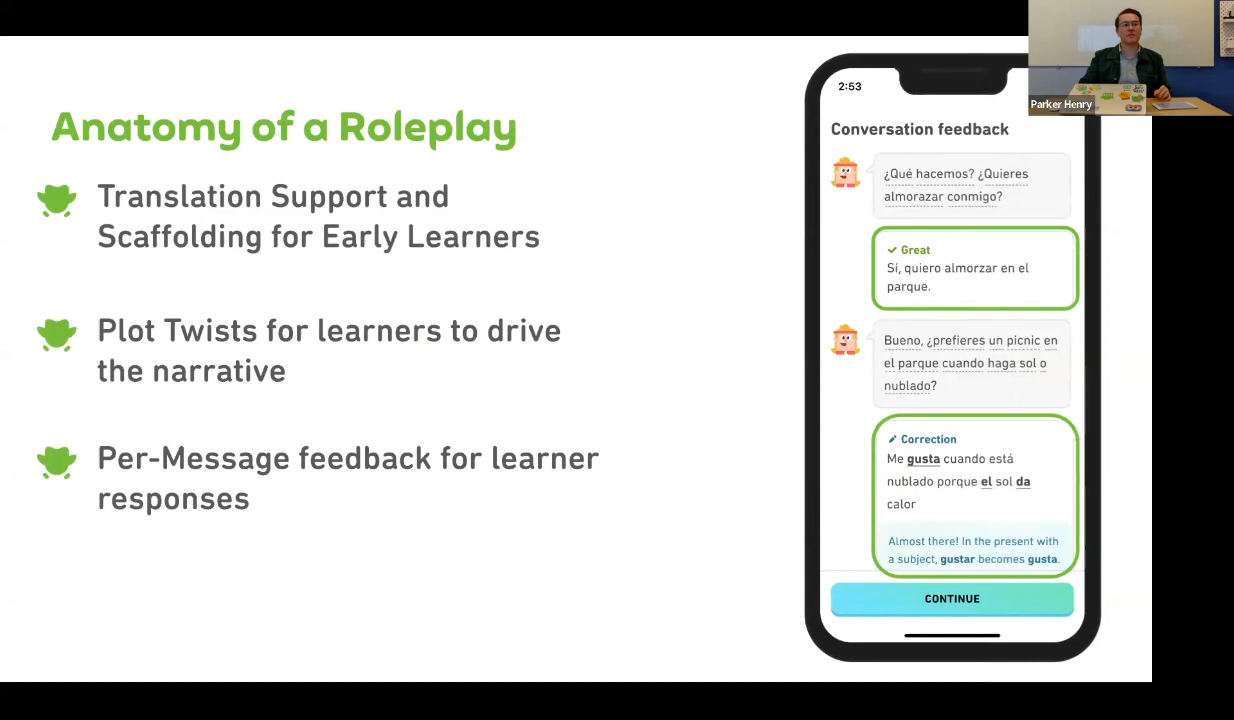 Anatomy of a Roleplay
Translation Support and
Scaffolding for Early Learners
Plot Twists for learners to drive
the narrative
Per-Message feedback for learner
responses
2:53
Conversation feedback
¿Qué hacemos? ¿Quieres
almorazar conmigo?
Great
Sí, quiero almorzar en el
parque.
Bueno, ¿prefieres un picnic en
el parque cuando haga sol o
nublado?
Correction
Me gusta cuando está
nublado porque el sol da
calor
Almost there! In the present with
a subject, gustar becomes gusta.
CONTINUE
Parker Henry